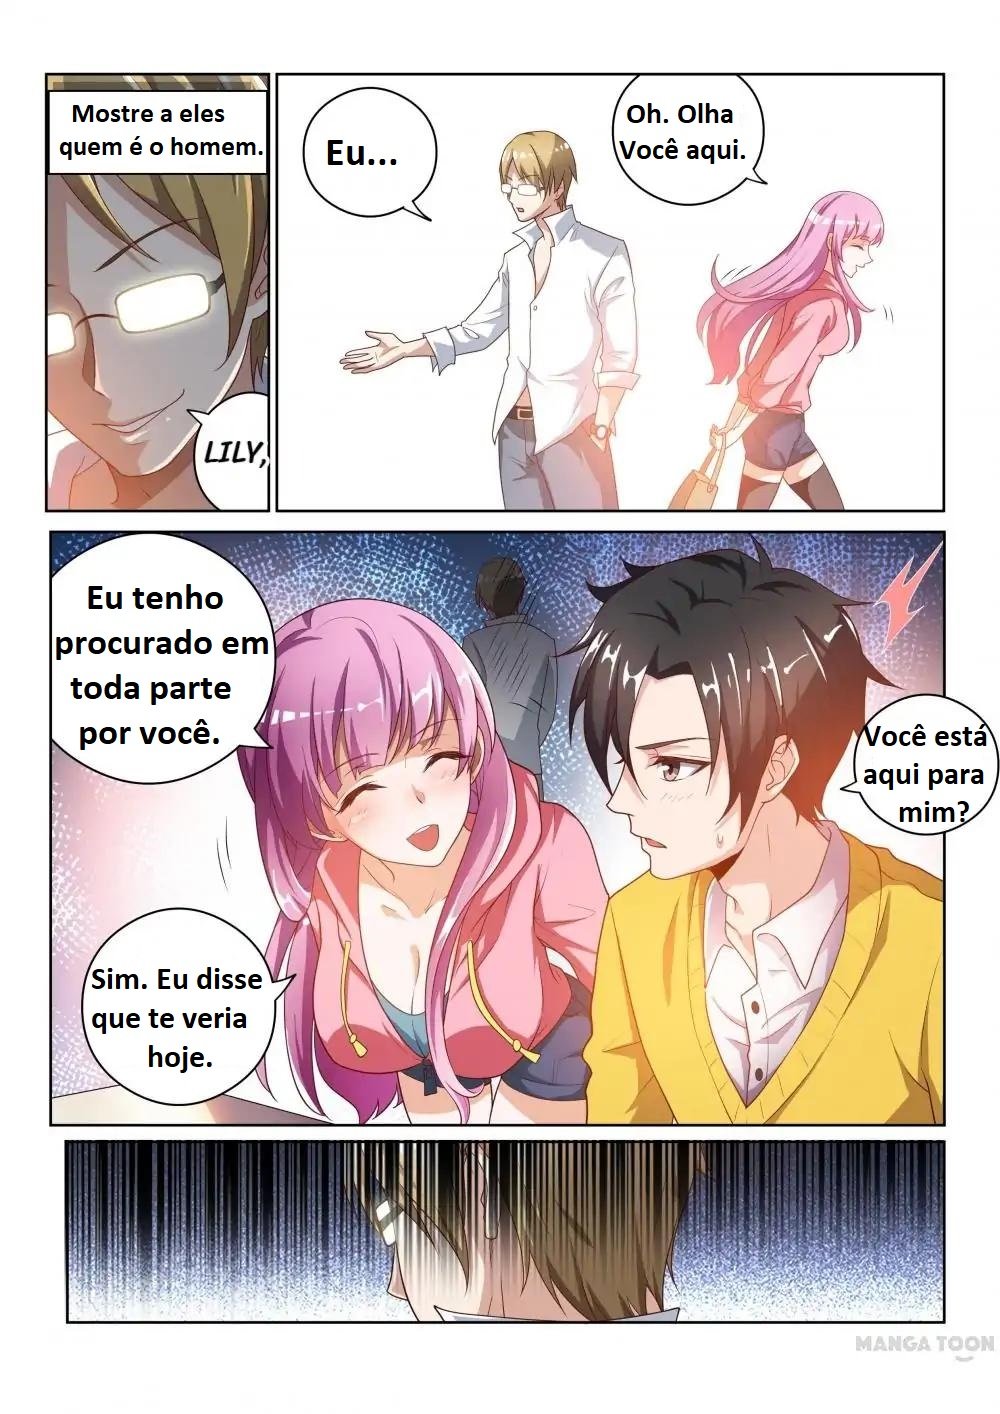 Mostre a eles
quem é o homem.
LILY,
Eu...
Oh. Olha
Você aqui.
Eu tenho
procurado em
toda parte
por você.
Você está
aqui para
mim?
Sim. Eu disse
que te veria
hoje.
MANGA TOON